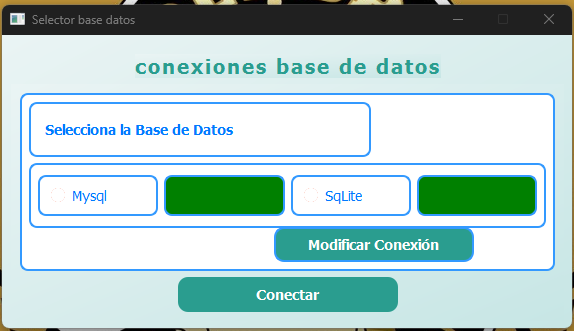 Selector base datos
conexiones base de datos
Selecciona la Base de Datos
Mysql
SqLite
Modificar Conexión
Conectar